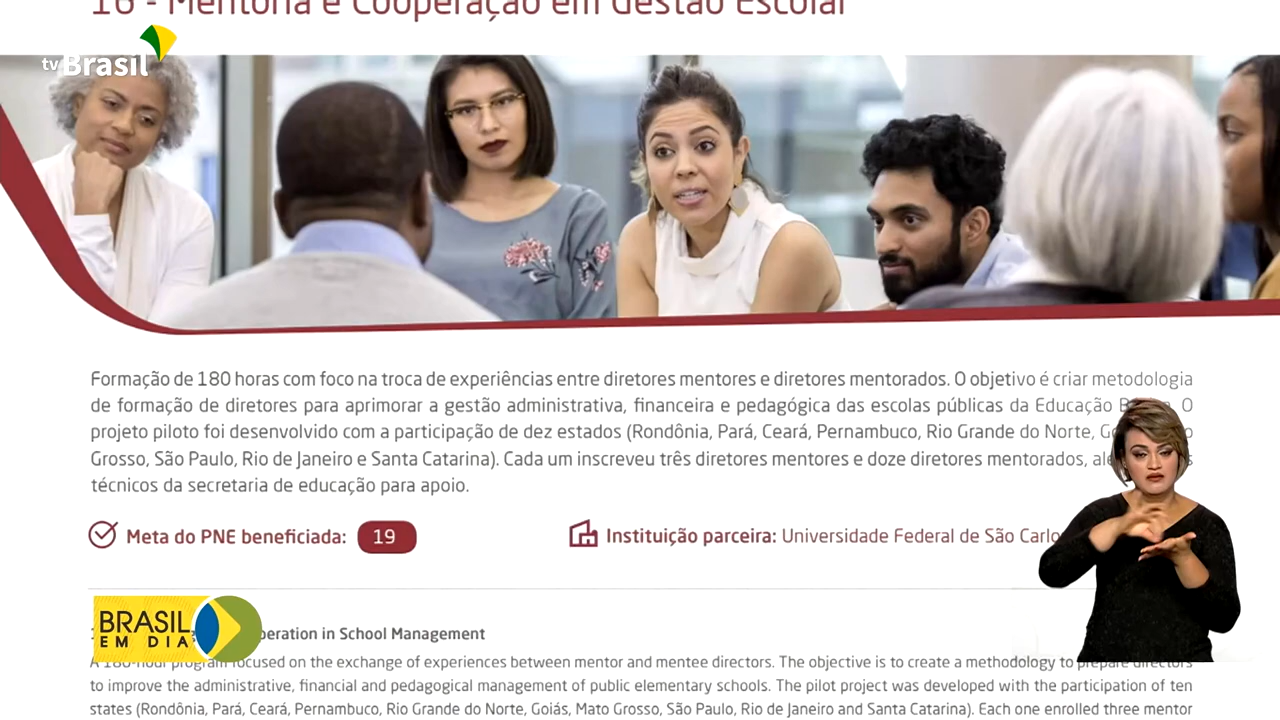 16 - Mentoria e Cooperação em Gestão Escolar
tv Brasil
Formação de 180 horas com foco na troca de experiências entre diretores mentores e diretores mentorados. O objetivo é criar metodologia
de formação de diretores para aprimorar a gestão administrativa, financeira e pedagógica das escolas públicas da Educação O
projeto piloto foi desenvolvido com a participação de dez estados (Rondônia, Pará, Ceará, Pernambuco, Rio Grande do Norte,
Grosso, São Paulo, Rio de Janeiro e Santa Catarina). Cada um inscreveu três diretores mentores e doze diretores mentorados,
técnicos da secretaria de educação para apoio.
Meta do PNE beneficiada: 19
Instituição parceira: Universidade Federal de São
BRASIL
EM DIA
in School Management
A 180-hour program focused on the exchange of experiences between mentor and mentee directors. The objective is to create a methodology to prepare directors
to improve the administrative, financial and pedagogical management of public elementary schools. The pilot project was developed with the participation of ten
states (Rondônia, Pará, Ceará, Pernambuco, Rio Grande do Norte, Goiás, Mato Grosso, São Paulo, Rio de Janeiro and Santa Catarina). Each one enrolled three mentor